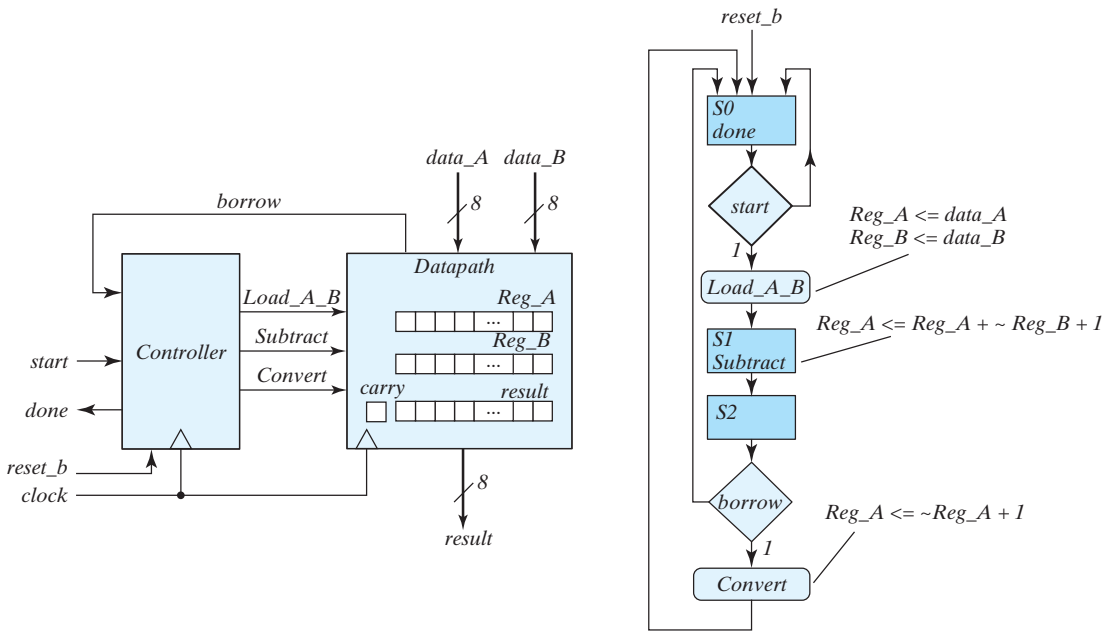 data_A data_B
8 8
borrow
Datapath
Load_A_B
Reg_A
...
Subtract
Reg_B
...
Controller
start
Convert
carry
result
...
done
reset_b
clock
8
result
reset_b
S0
done
start
Reg_A <= data_A
Reg_B <= data_B
1
Load_A_B
S1
Subtract
Reg_A <= Reg_A + ~ Reg_B + 1
S2
borrow
Reg_A <= ~Reg_A + 1
1
Convert